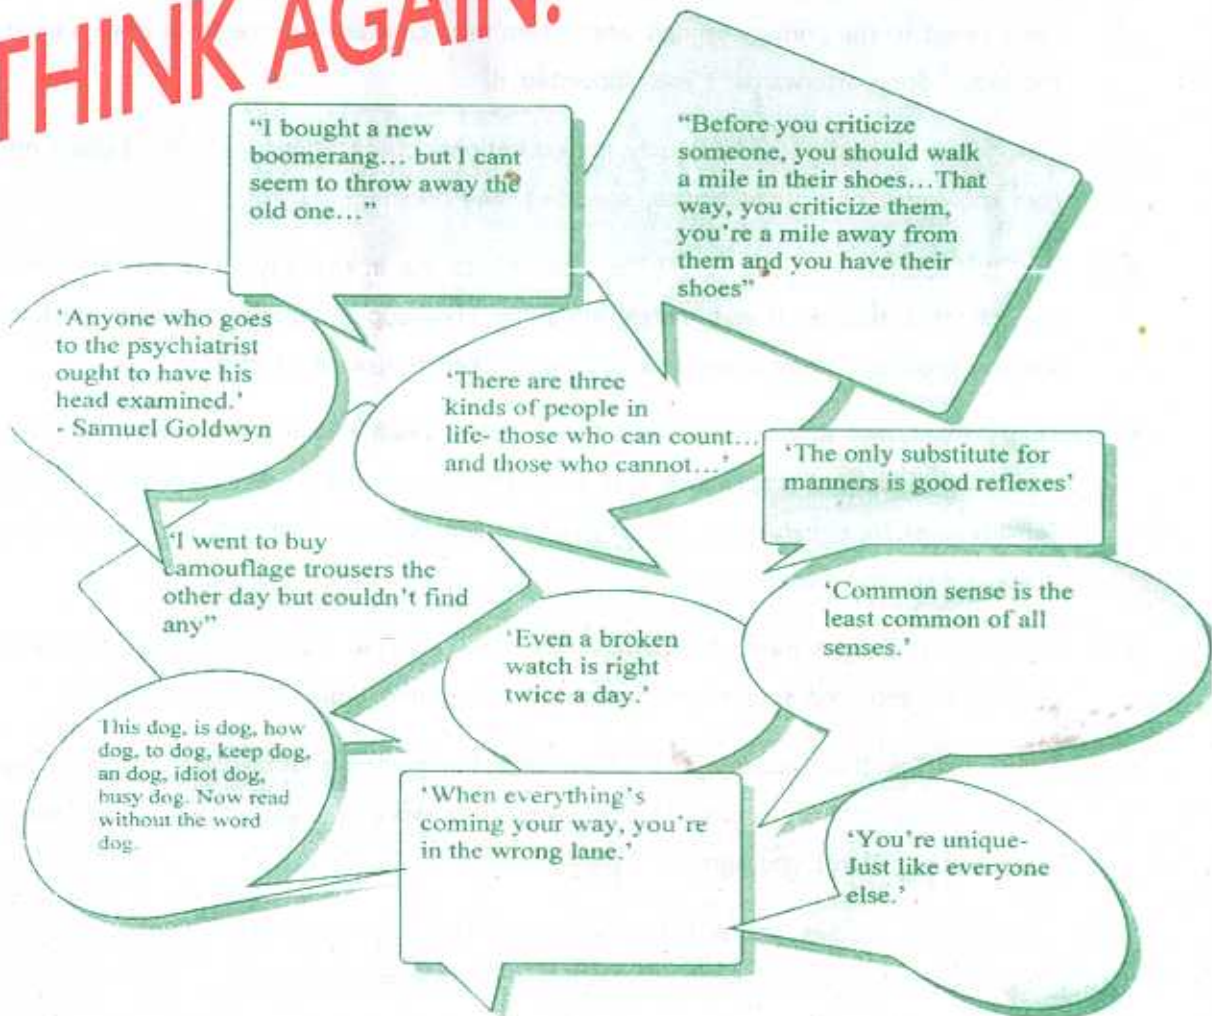 THINK AGAIN!
"I bought a new
boomerang... but I cant
seem to throw away the
old one..."
"Before you criticize
someone, you should walk
a mile in their shoes...That
way, you criticize them,
you're a mile away from
them and you have their
shoes"
'Anyone who goes
to the psychiatrist
ought to have his
head examined.'
- Samuel Goldwyn
'There are three
kinds of people in
life- those who can count...
and those who cannot...'
'The only substitute for
manners is good reflexes'
"I went to buy
camouflage trousers the
other day but couldn't find
any"
'Even a broken
watch is right
twice a day.'
'Common sense is the
least common of all
senses.'
This dog, is dog, how
dog, to dog, keep dog,
an dog, idiot dog,
busy dog. Now read
without the word
dog.
'When everything's
coming your way, you're
in the wrong lane.'
'You're unique-
Just like everyone
else.'